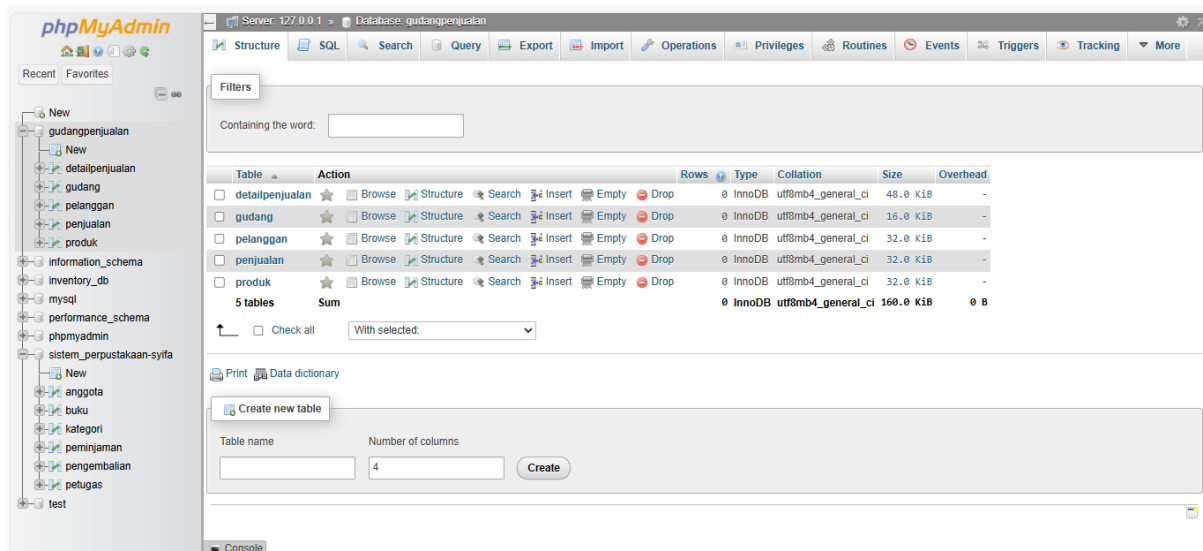 phpMyAdmin
Recent Favorites
New
gudangpenjualan
New
detailpenjualan
gudang
pelanggan
penjualan
produk
information_schema
inventory_db
mysql
performance_schema
phpmyadmin
sistem_perpustakaan-syifa
New
anggota
buku
kategori
peminjaman
pengembalian
petugas
test
Server: 127.0.0.1 » Database: gudangpenjualan
Structure SQL Search Query Export Import Operations Privileges Routines Events Triggers Tracking More
Filters
Containing the word:
Table Action Rows Type Collation Size Overhead
detailpenjualan Browse Structure Search Insert Empty Drop 0 InnoDB utf8mb4_general_ci 48.0 KiB -
gudang Browse Structure Search Insert Empty Drop 0 InnoDB utf8mb4_general_ci 16.0 KiB -
pelanggan Browse Structure Search Insert Empty Drop 0 InnoDB utf8mb4_general_ci 32.0 KiB -
penjualan Browse Structure Search Insert Empty Drop 0 InnoDB utf8mb4_general_ci 32.0 KiB -
produk Browse Structure Search Insert Empty Drop 0 InnoDB utf8mb4_general_ci 32.0 KiB -
5 tables Sum 0 InnoDB utf8mb4_general_ci 160.0 KiB 0 B
Check all With selected:
Print Data dictionary
Create new table
Table name Number of columns
4 Create
Console